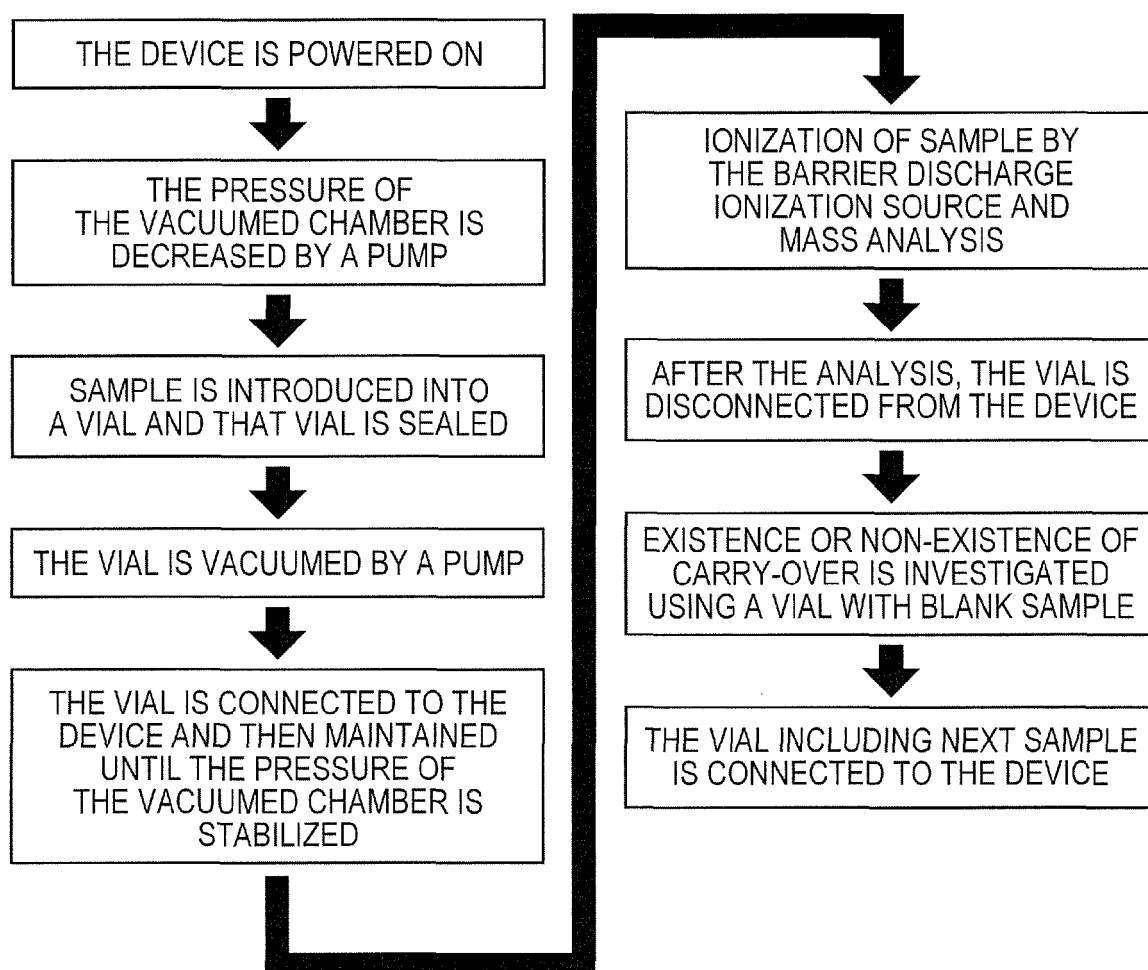 THE DEVICE IS POWERED ON
THE PRESSURE OF
THE VACUUMED CHAMBER IS
DECREASED BY A PUMP
SAMPLE IS INTRODUCED INTO
A VIAL AND THAT VIAL IS SEALED
THE VIAL IS VACUUMED BY A PUMP
THE VIAL IS CONNECTED TO THE
DEVICE AND THEN MAINTAINED
UNTIL THE PRESSURE OF
THE VACUUMED CHAMBER IS
STABILIZED
IONIZATION OF SAMPLE BY
THE BARRIER DISCHARGE
IONIZATION SOURCE AND
MASS ANALYSIS
AFTER THE ANALYSIS, THE VIAL IS
DISCONNECTED FROM THE DEVICE
EXISTENCE OR NON-EXISTENCE OF
CARRY-OVER IS INVESTIGATED
USING A VIAL WITH BLANK SAMPLE
THE VIAL INCLUDING NEXT SAMPLE
IS CONNECTED TO THE DEVICE